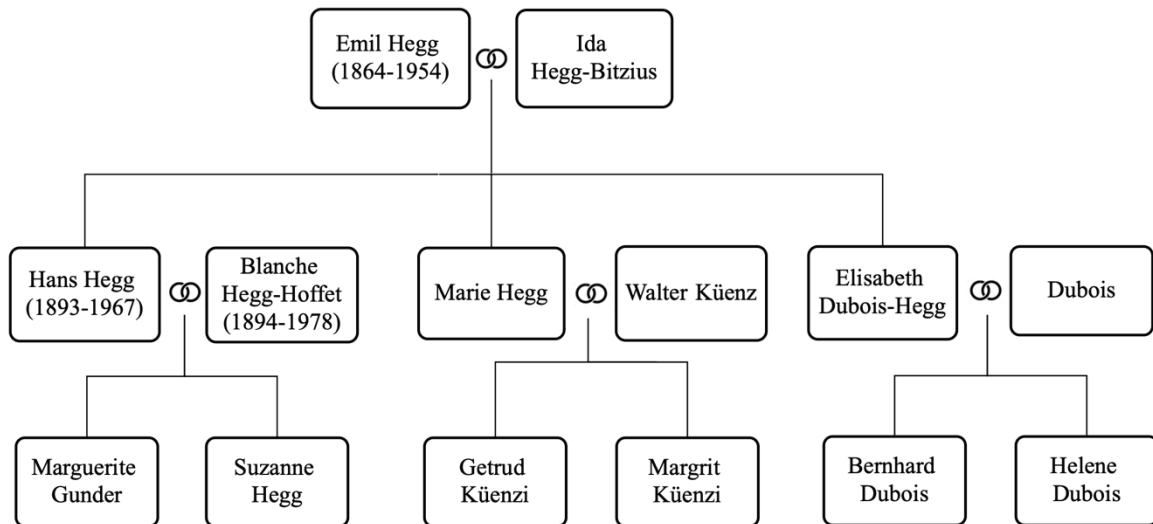 Emil Hegg
(1864-1954)
Ida
Hegg-Bitzius
Hans Hegg
(1893-1967)
Blanche
Hegg-Hoffet
(1894-1978)
Marie Hegg
Walter Küenz
Elisabeth
Dubois-Hegg
Dubois
Marguerite
Gunder
Suzanne
Hegg
Getrud
Küenzi
Margrit
Küenzi
Bernhard
Dubois
Helene
Dubois